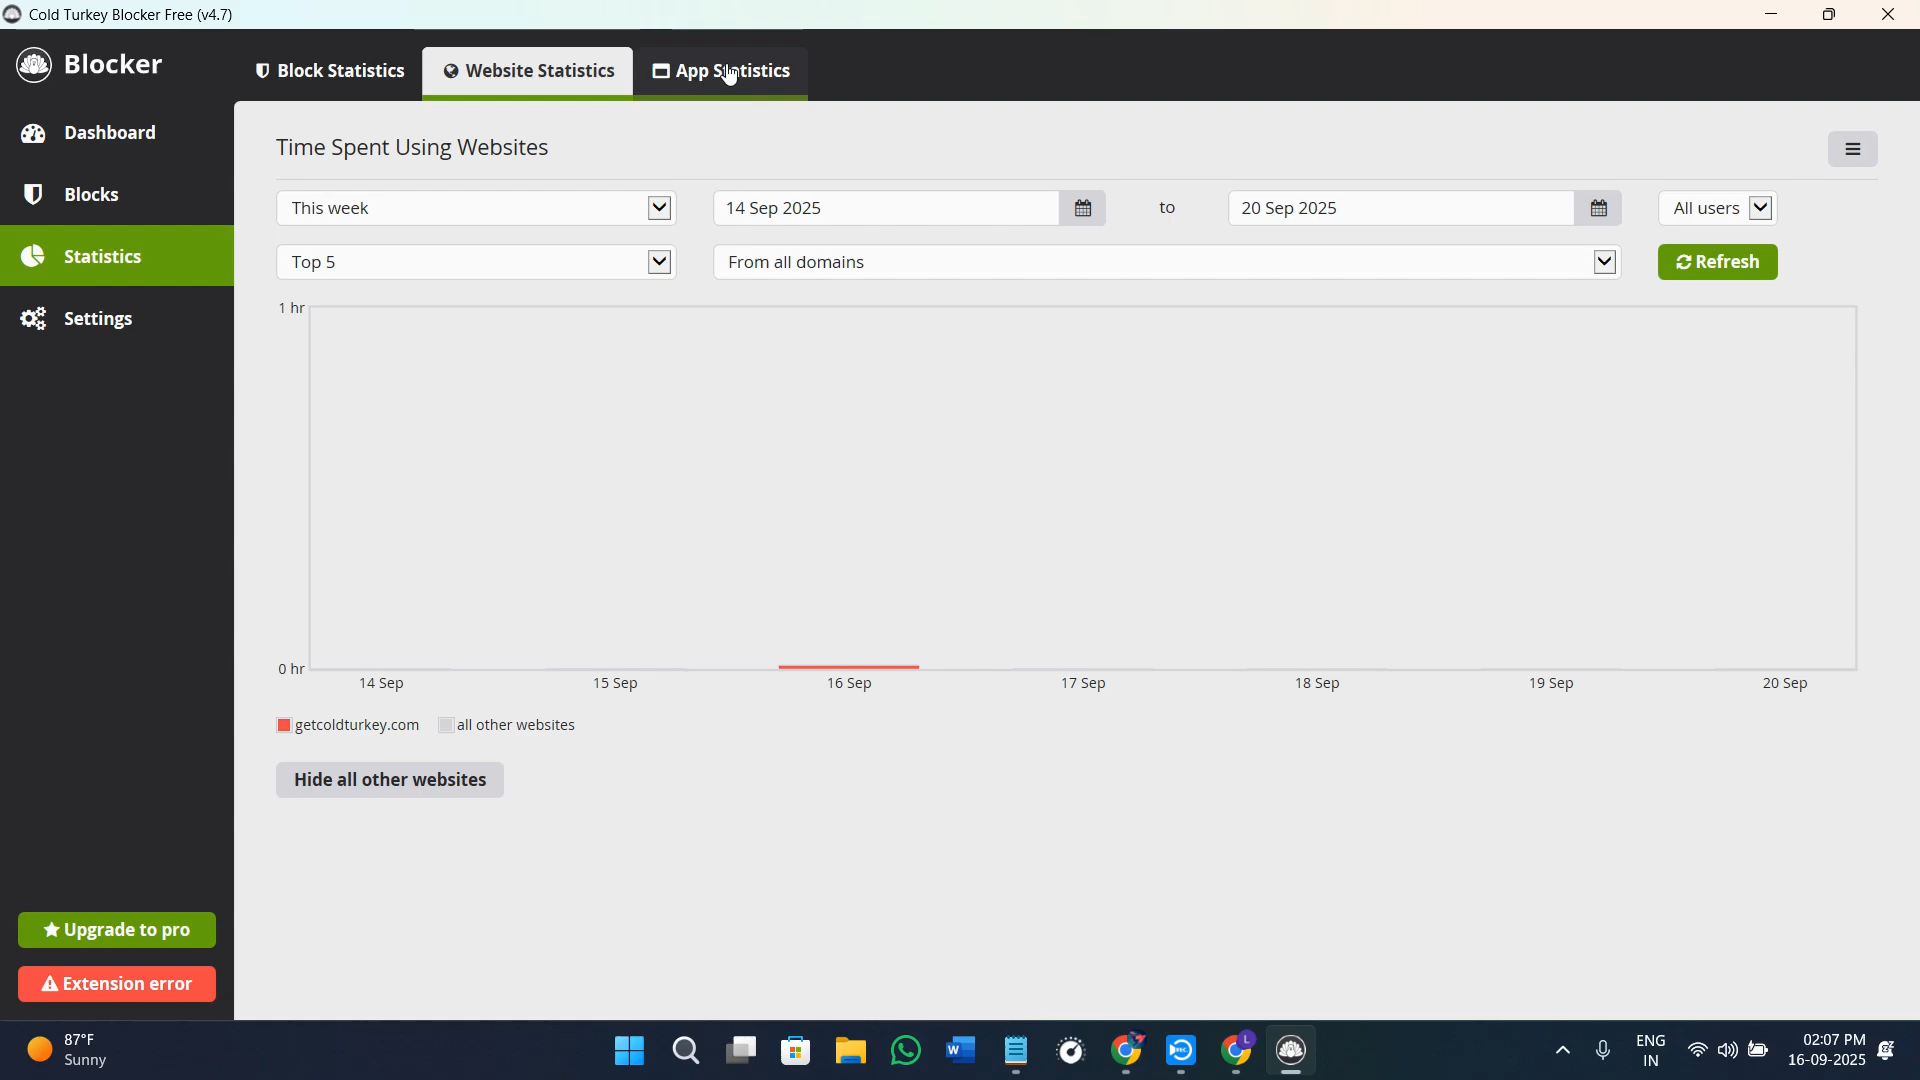 Cold Turkey Blocker Free (v4.7)
Blocker
Block Statistics
Website Statistics
App Statistics
Dashboard
Blocks
Statistics
Settings
Time Spent Using Websites
This week
14 Sep 2025
to
20 Sep 2025
All users
Top 5
From all domains
Refresh
1 hr
0 hr
14 Sep
15 Sep
16 Sep
17 Sep
18 Sep
19 Sep
20 Sep
getcoldturkey.com
all other websites
Hide all other websites
Upgrade to pro
Extension error
87°F
Sunny
ENG
IN
02:07 PM
16-09-2025